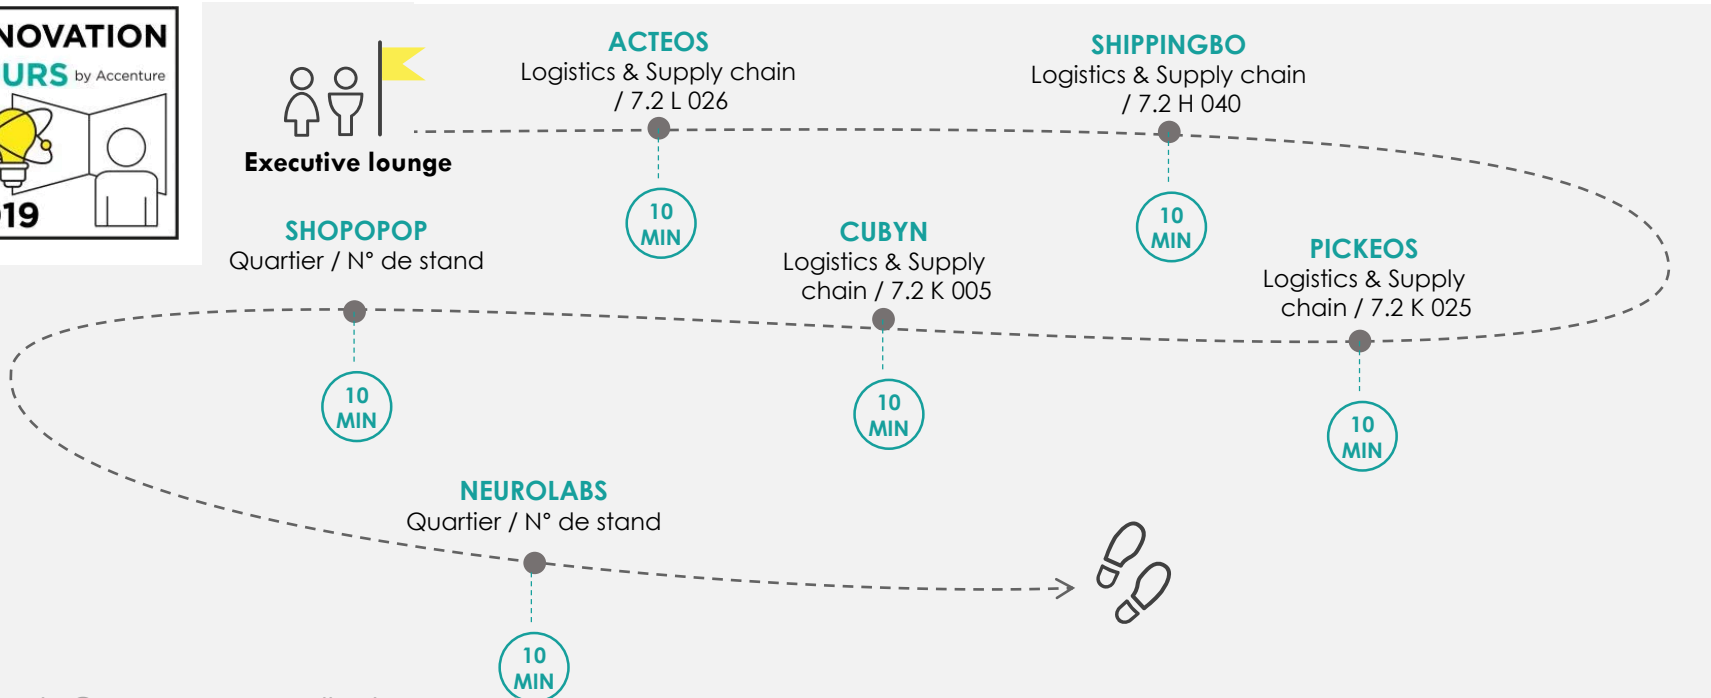 NOVATION
URS by Accenture
19
Executive lounge
ACTEOS
Logistics & Supply chain
/ 7.2 L 026
10
MIN
SHIPPINGBO
Logistics & Supply chain
/ 7.2 H 040
10
MIN
PICKEOS
Logistics & Supply
chain / 7.2 K 025
10
MIN
CUBYN
Logistics & Supply
chain / 7.2 K 005
10
MIN
SHOPOPOP
Quartier / N° de stand
10
MIN
NEUROLABS
Quartier / N° de stand
10
MIN